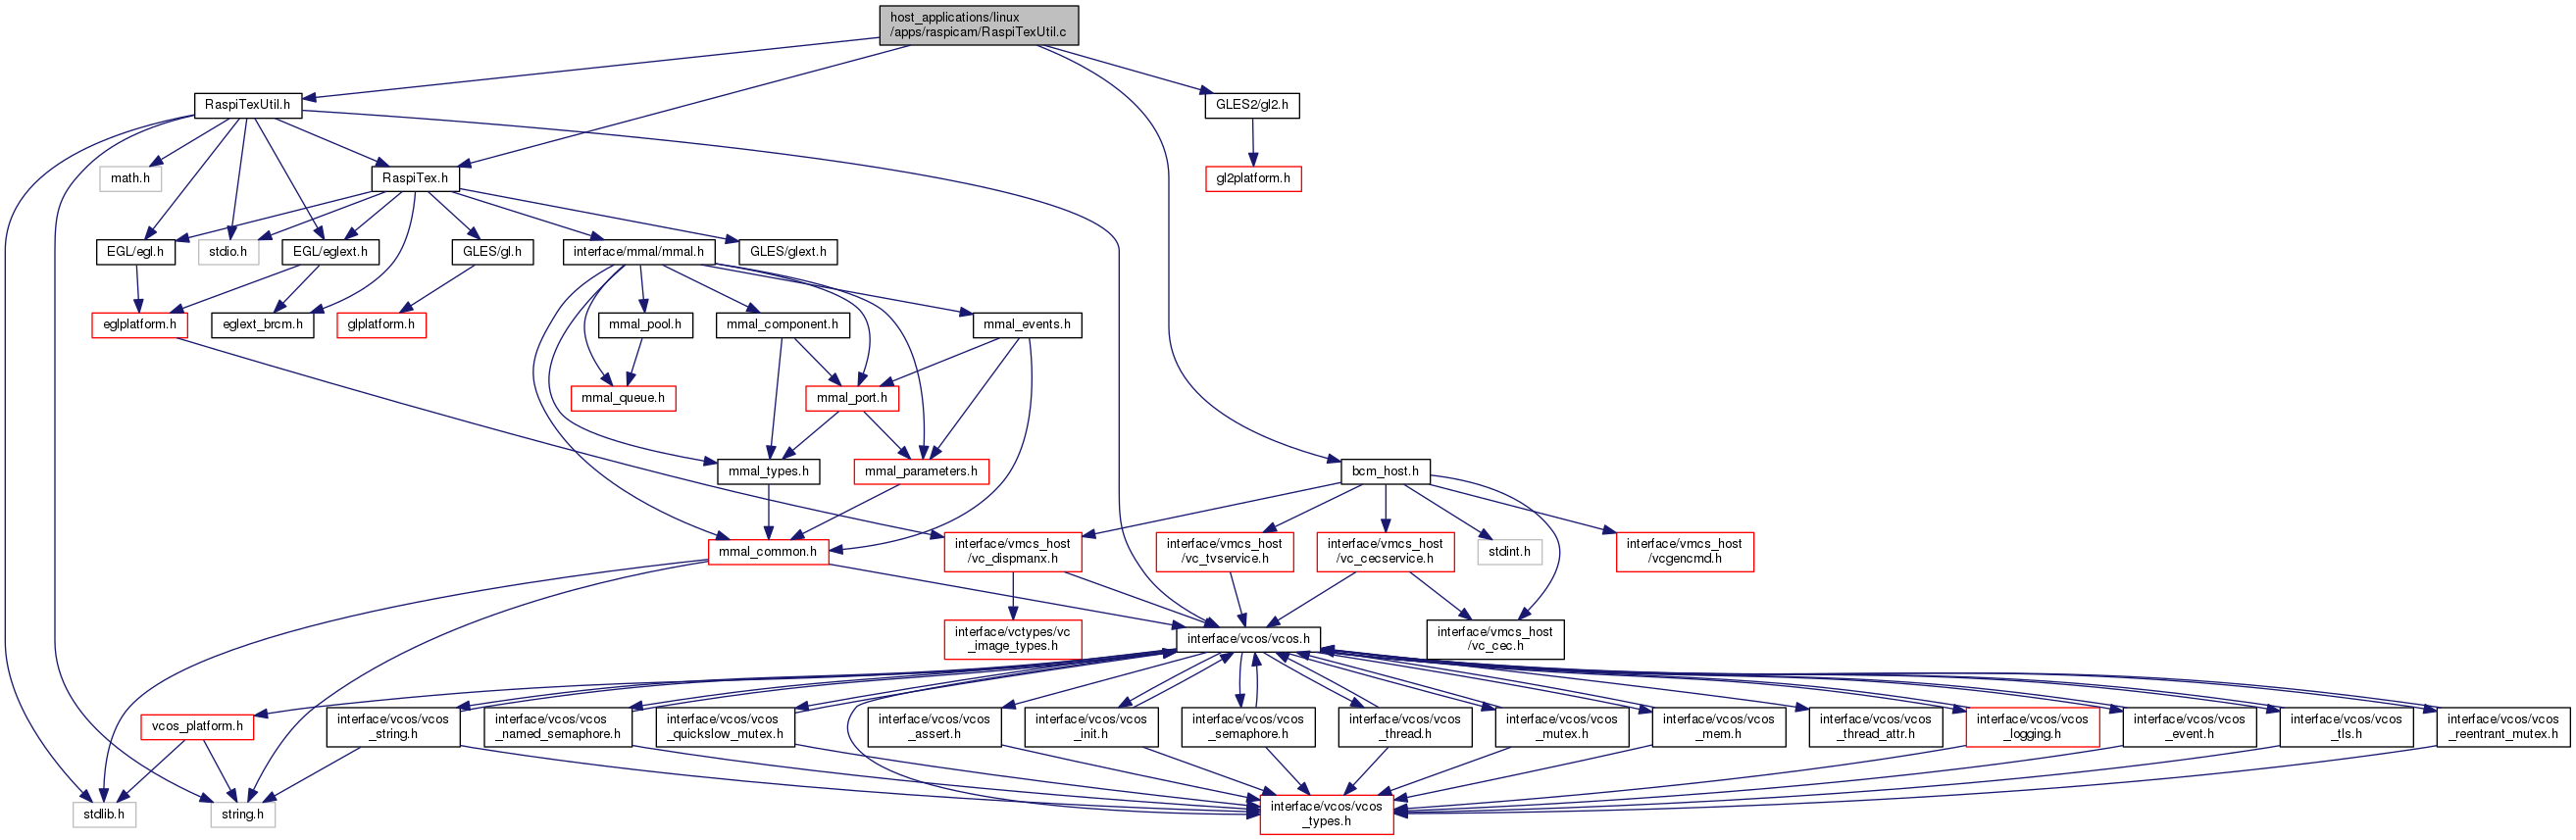 host_applications/linux
/apps/raspicam/RaspiTexUtil.c
RaspiTexUtil.h
GLES2/gl2.h
math.h
RaspiTex.h
gl2platform.h
EGL/egl.h
stdio.h
EGL/eglext.h
GLES/gl.h
interface/mmal/mmal.h
GLES/glext.h
eglplatform.h
eglext_brcm.h
glplatform.h
mmal_pool.h
mmal_component.h
mmal_events.h
mmal_queue.h
mmal_port.h
mmal_types.h
mmal_parameters.h
bcm_host.h
mmal_common.h
interface/vmcs_host
/vc_dispmanx.h
interface/vmcs_host
/vc_tvservice.h
interface/vmcs_host
/vc_cecservice.h
stdint.h
interface/vmcs_host
/vcgencmd.h
interface/vctypes/vc
_image_types.h
interface/vcos/vcos.h
interface/vmcs_host
/vc_cec.h
vcos_platform.h
interface/vcos/vcos
_string.h
interface/vcos/vcos
_named_semaphore.h
interface/vcos/vcos
_quickslow_mutex.h
interface/vcos/vcos
_assert.h
interface/vcos/vcos
_init.h
interface/vcos/vcos
_semaphore.h
interface/vcos/vcos
_thread.h
interface/vcos/vcos
_mutex.h
interface/vcos/vcos
_mem.h
interface/vcos/vcos
_thread_attr.h
interface/vcos/vcos
_logging.h
interface/vcos/vcos
_event.h
interface/vcos/vcos
_tls.h
interface/vcos/vcos
_reentrant_mutex.h
stdlib.h
string.h
interface/vcos/vcos
_types.h